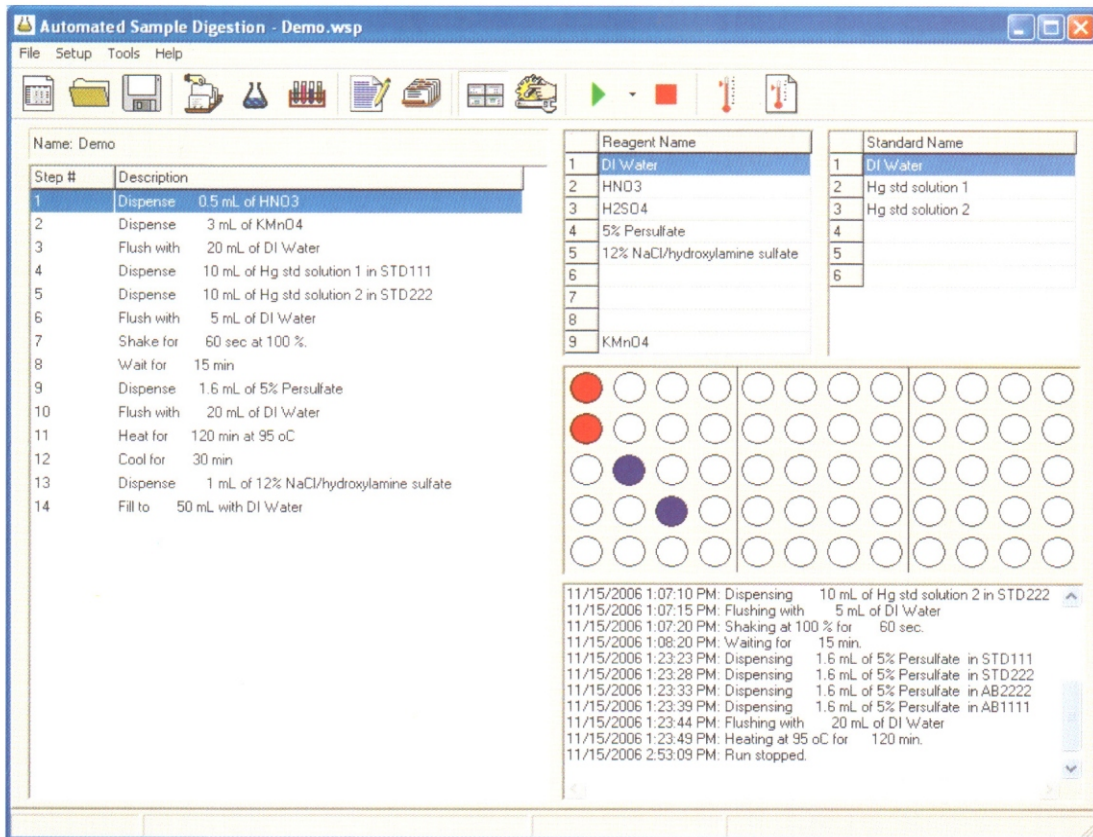 Automated Sample Digestion - Demo.wsp
File Setup Tools Help
Name: Demo
Step # Description
1 Dispense 0.5 mL of HNO3
2 Dispense 3 mL of KMnO4
3 Flush with 20 mL of DI Water
4 Dispense 10 mL of Hg std solution 1 in STD111
5 Dispense 10 mL of Hg std solution 2 in STD222
6 Flush with 5 mL of DI Water
7 Shake for 60 sec at 100 %.
8 Wait for 15 min
9 Dispense 1.6 mL of 5% Persulfate
10 Flush with 20 mL of DI Water
11 Heat for 120 min at 95 oC
12 Cool for 30 min
13 Dispense 1 mL of 12% NaCl/hydroxylamine sulfate
14 Fill to 50 mL with DI Water
Reagent Name
1 DI Water
2 HNO3
3 H2SO4
4 5% Persulfate
5 12% NaCl/hydroxylamine sulfate
6
7
8
9 KMnO4
Standard Name
1 DI Water
2 Hg std solution 1
3 Hg std solution 2
4
5
6
11/15/2006 1:07:10 PM: Dispensing 10 mL of Hg std solution 2 in STD222
11/15/2006 1:07:15 PM: Flushing with 5 mL of DI Water
11/15/2006 1:07:20 PM: Shaking at 100 % for 60 sec.
11/15/2006 1:08:20 PM: Waiting for 15 min.
11/15/2006 1:23:23 PM: Dispensing 1.6 mL of 5% Persulfate in STD111
11/15/2006 1:23:28 PM: Dispensing 1.6 mL of 5% Persulfate in STD222
11/15/2006 1:23:33 PM: Dispensing 1.6 mL of 5% Persulfate in AB2222
11/15/2006 1:23:39 PM: Dispensing 1.6 mL of 5% Persulfate in AB1111
11/15/2006 1:23:44 PM: Flushing with 20 mL of DI Water
11/15/2006 1:23:49 PM: Heating at 95 oC for 120 min.
11/15/2006 2:53:09 PM: Run stopped.